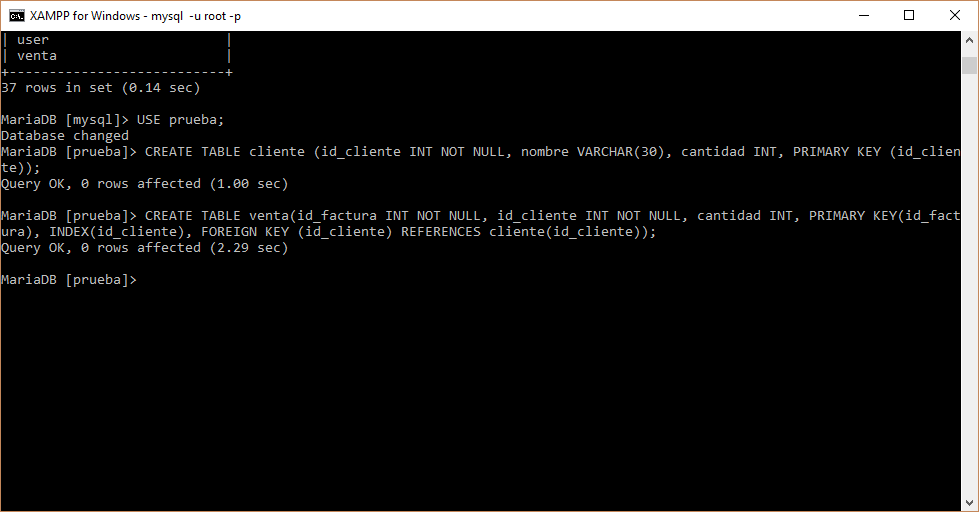 XAMPP for Windows - mysql  -u root -p
| user                      |
| venta                     |
+---------------------------+
37 rows in set (0.14 sec)
MariaDB [mysql]> USE prueba;
Database changed
MariaDB [prueba]> CREATE TABLE cliente (id_cliente INT NOT NULL, nombre VARCHAR(30), cantidad INT, PRIMARY KEY (id_clien
te));
Query OK, 0 rows affected (1.00 sec)
MariaDB [prueba]> CREATE TABLE venta(id_factura INT NOT NULL, id_cliente INT NOT NULL, cantidad INT, PRIMARY KEY(id_fact
ura), INDEX(id_cliente), FOREIGN KEY (id_cliente) REFERENCES cliente(id_cliente));
Query OK, 0 rows affected (2.29 sec)
MariaDB [prueba]>